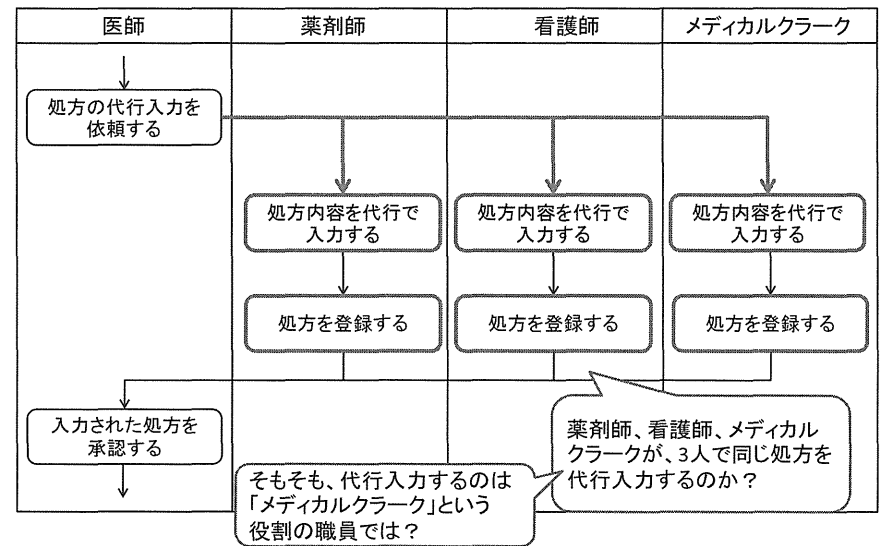 医師
薬剤師
看護師
メディカルクラーク
処方の代行入力を
依頼する
処方内容を代行で
入力する
処方内容を代行で
入力する
処方内容を代行で
入力する
処方を登録する
処方を登録する
処方を登録する
入力された処方を
承認する
薬剤師、看護師、メディカル
クラークが、3人で同じ処方を
代行入力するのか？
そもそも、代行入力するのは
「メディカルクラーク」という
役割の職員では？